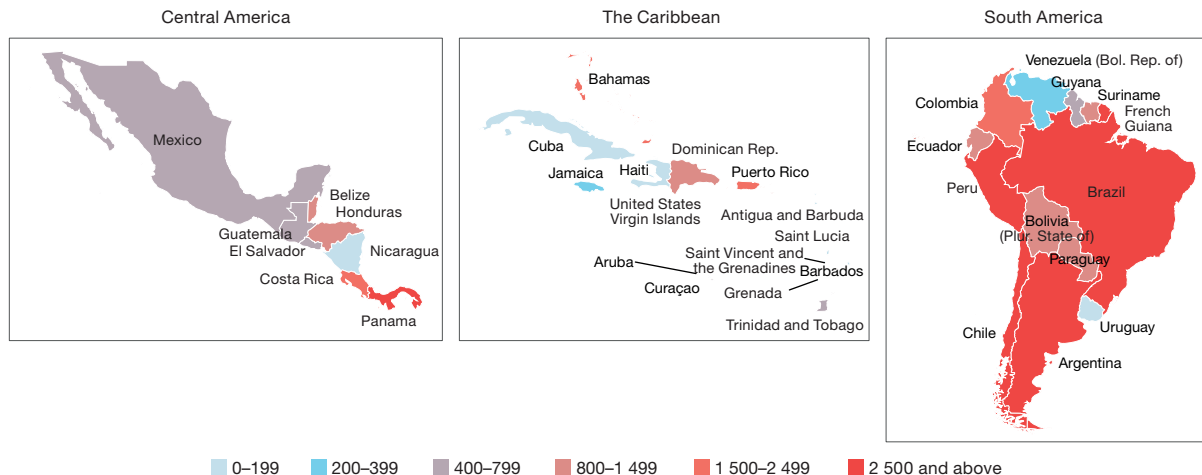 Central America
The Caribbean
South America
Mexico
Belize
Honduras
Guatemala
El Salvador
Nicaragua
Costa Rica
Panama
Bahamas
Cuba
Dominican Rep.
Jamaica
Haiti
Puerto Rico
United States
Virgin Islands
Antigua and Barbuda
Saint Lucia
Aruba
Saint Vincent and
the Grenadines
Barbados
Curaçao
Grenada
Trinidad and Tobago
Venezuela (Bol. Rep. of)
Guyana
Suriname
Colombia
French
Guiana
Ecuador
Peru
Brazil
Bolivia
(Plur. State of)
Paraguay
Chile
Uruguay
Argentina
0–199
200–399
400–799
800–1 499
1 500–2 499
2 500 and above